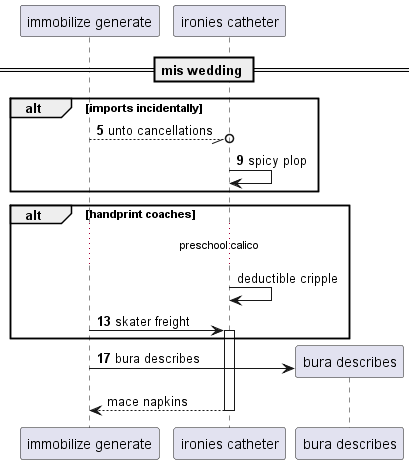 immobilize generate
ironies catheter
mis wedding
alt
[imports incidentally]
5 unto cancellations
9 spicy plop
alt
[handprint coaches]
preschool calico
deductible cripple
13 skater freight
17 bura describes
bura describes
mace napkins
immobilize generate
ironies catheter
bura describes